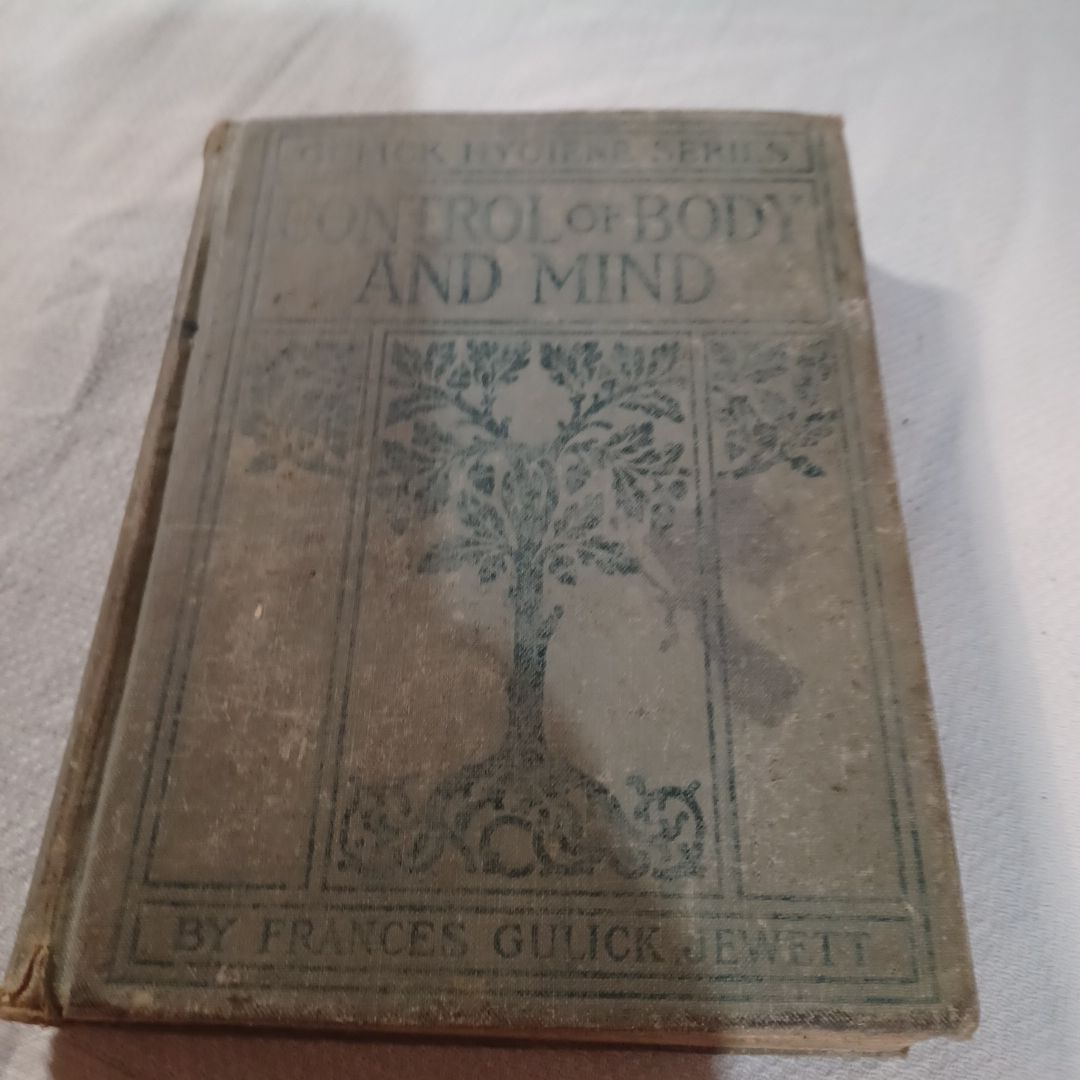 GULICK HYGIENE SERIES
CONTROL OF BODY
AND MIND
BY FRANCES GULICK JEWETT